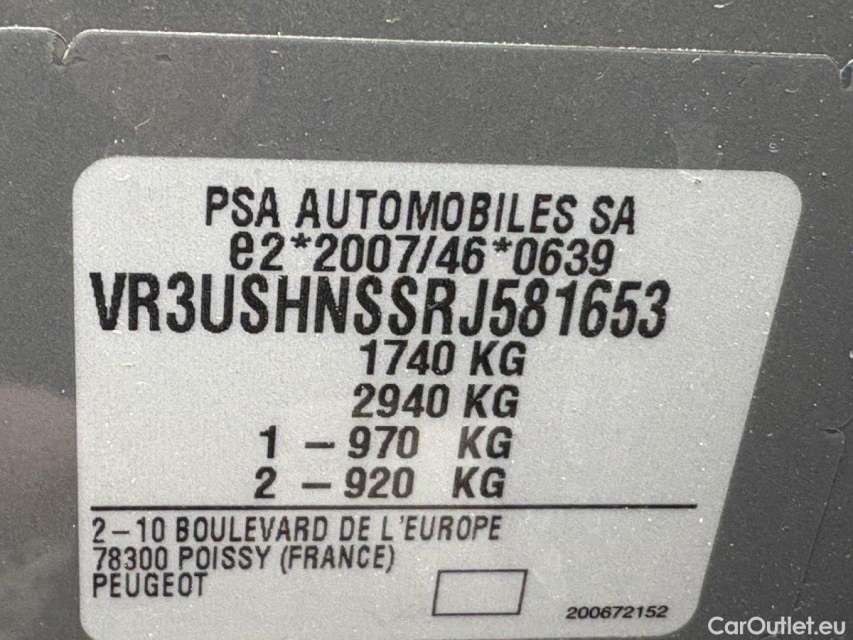 PSA AUTOMOBILES SA
e2*2007/46*0639
VR3USHNSSRJ581653
1740 KG
2940 KG
1 - 970 KG
2 - 920 KG
2-10 BOULEVARD DE L'EUROPE
78300 POISSY (FRANCE)
PEUGEOT
200672152
CarOutlet.eu